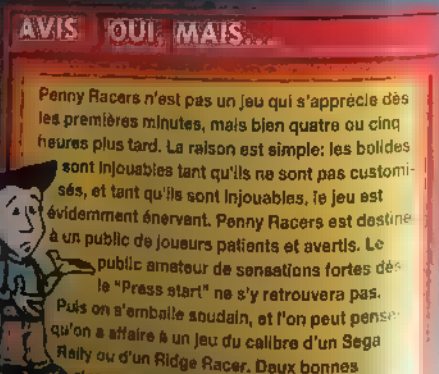 AVIS OUI, MAIS...
Penny Racers n'est pas un jeu qui s'apprécie dès
les premières minutes, mais bien quatre ou cinq
heures plus tard. La raison est simple: les bolides
sont injouables tant qu'ils ne sont pas customi-
sés, et tant qu'ils sont injouables, le jeu est
évidemment énervant. Penny Racers est destiné
à un public de joueurs patients et avertis. Le
public amateur de sensations fortes dès
le "Press start" ne s'y retrouvera pas.
Puis on s'emballe soudain, et l'on peut penser
qu'on a affaire à un jeu du calibre d'un Sega
Rally ou d'un Ridge Racer. Deux bonnes